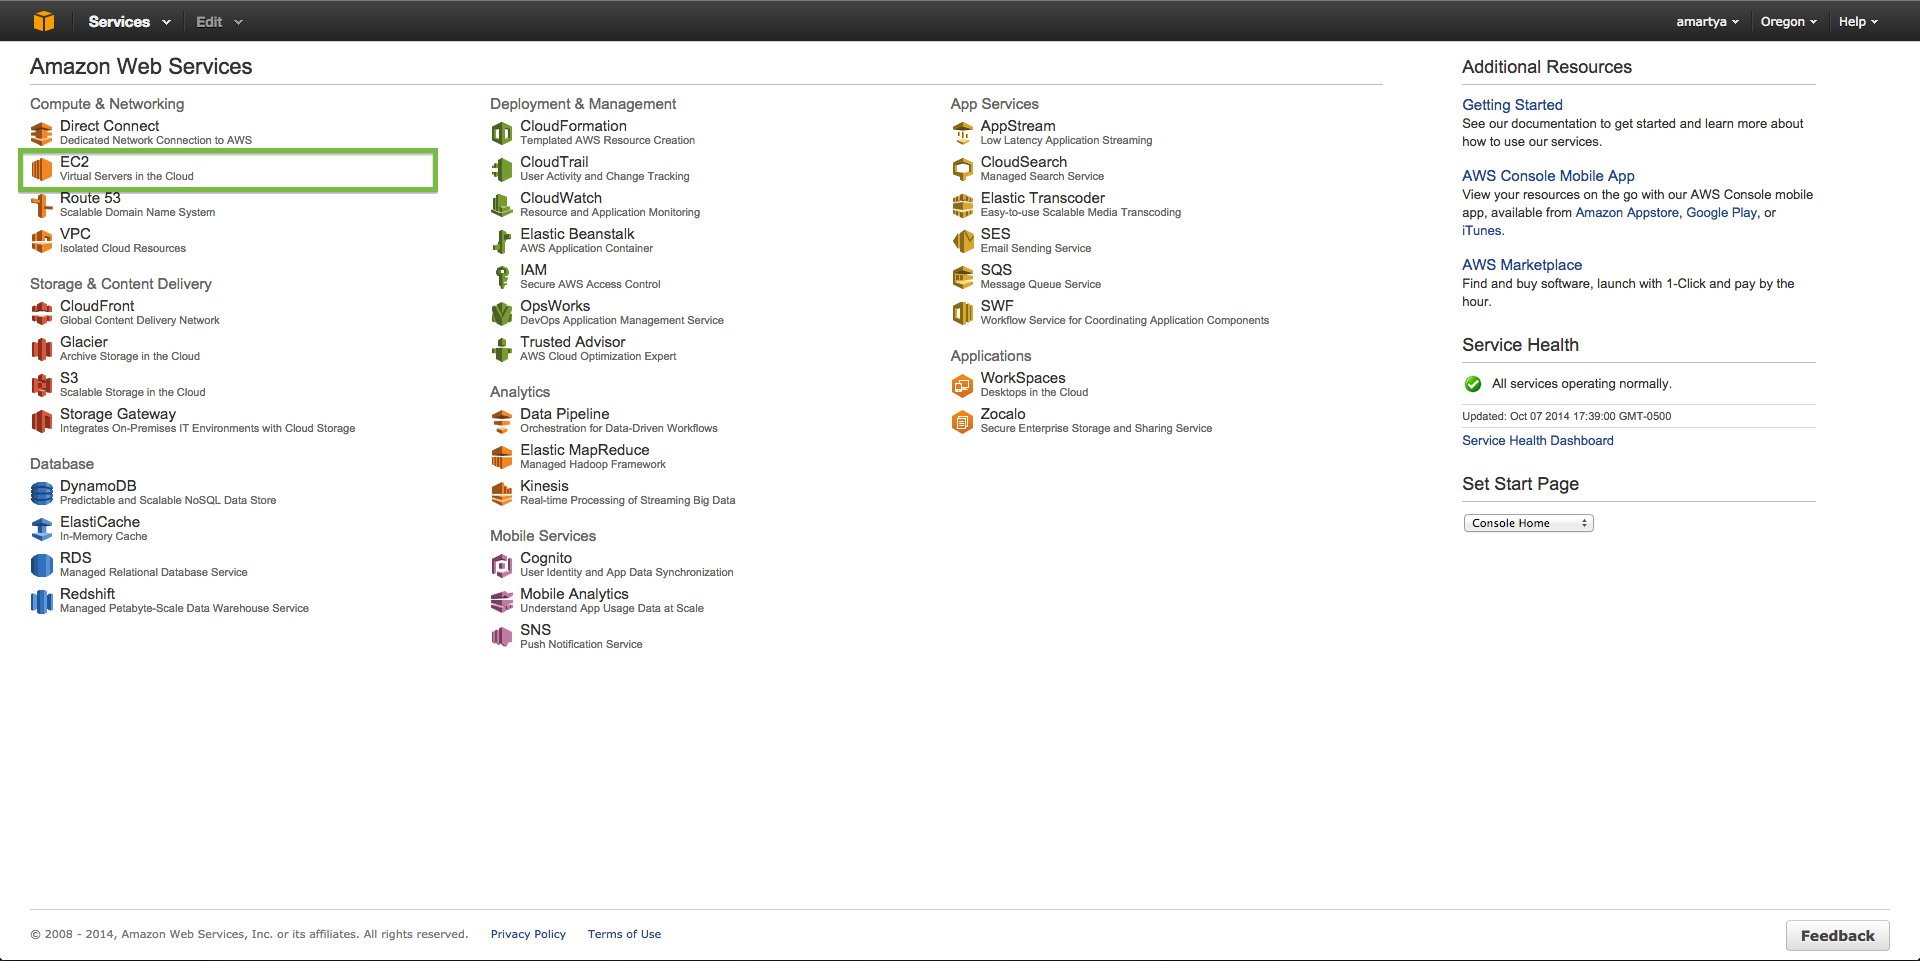 Services
Edit
amartya
Oregon
Help
Amazon Web Services
Compute & Networking
Direct Connect
Dedicated Network Connection to AWS
EC2
Virtual Servers in the Cloud
Route 53
Scalable Domain Name System
VPC
Isolated Cloud Resources
Storage & Content Delivery
CloudFront
Global Content Delivery Network
Glacier
Archive Storage in the Cloud
S3
Scalable Storage in the Cloud
Storage Gateway
Integrates On-Premises IT Environments with Cloud Storage
Database
DynamoDB
Predictable and Scalable NoSQL Data Store
ElastiCache
In-Memory Cache
RDS
Managed Relational Database Service
Redshift
Managed Petabyte-Scale Data Warehouse Service
Deployment & Management
CloudFormation
Templated AWS Resource Creation
CloudTrail
User Activity and Change Tracking
CloudWatch
Resource and Application Monitoring
Elastic Beanstalk
AWS Application Container
IAM
Secure AWS Access Control
OpsWorks
DevOps Application Management Service
Trusted Advisor
AWS Cloud Optimization Expert
Analytics
Data Pipeline
Orchestration for Data-Driven Workflows
Elastic MapReduce
Managed Hadoop Framework
Kinesis
Real-time Processing of Streaming Big Data
Mobile Services
Cognito
User Identity and App Data Synchronization
Mobile Analytics
Understand App Usage Data at Scale
SNS
Push Notification Service
App Services
AppStream
Low Latency Application Streaming
CloudSearch
Managed Search Service
Elastic Transcoder
Easy-to-use Scalable Media Transcoding
SES
Email Sending Service
SQS
Message Queue Service
SWF
Workflow Service for Coordinating Application Components
Applications
WorkSpaces
Desktops in the Cloud
Zocalo
Secure Enterprise Storage and Sharing Service
Additional Resources
Getting Started
See our documentation to get started and learn more about
how to use our services.
AWS Console Mobile App
View your resources on the go with our AWS Console mobile
app, available from Amazon Appstore, Google Play, or
iTunes.
AWS Marketplace
Find and buy software, launch with 1-Click and pay by the
hour.
Service Health
All services operating normally.
Updated: Oct 07 2014 17:39:00 GMT-0500
Service Health Dashboard
Set Start Page
Console Home
© 2008 - 2014, Amazon Web Services, Inc. or its affiliates. All rights reserved.
Privacy Policy
Terms of Use
Feedback